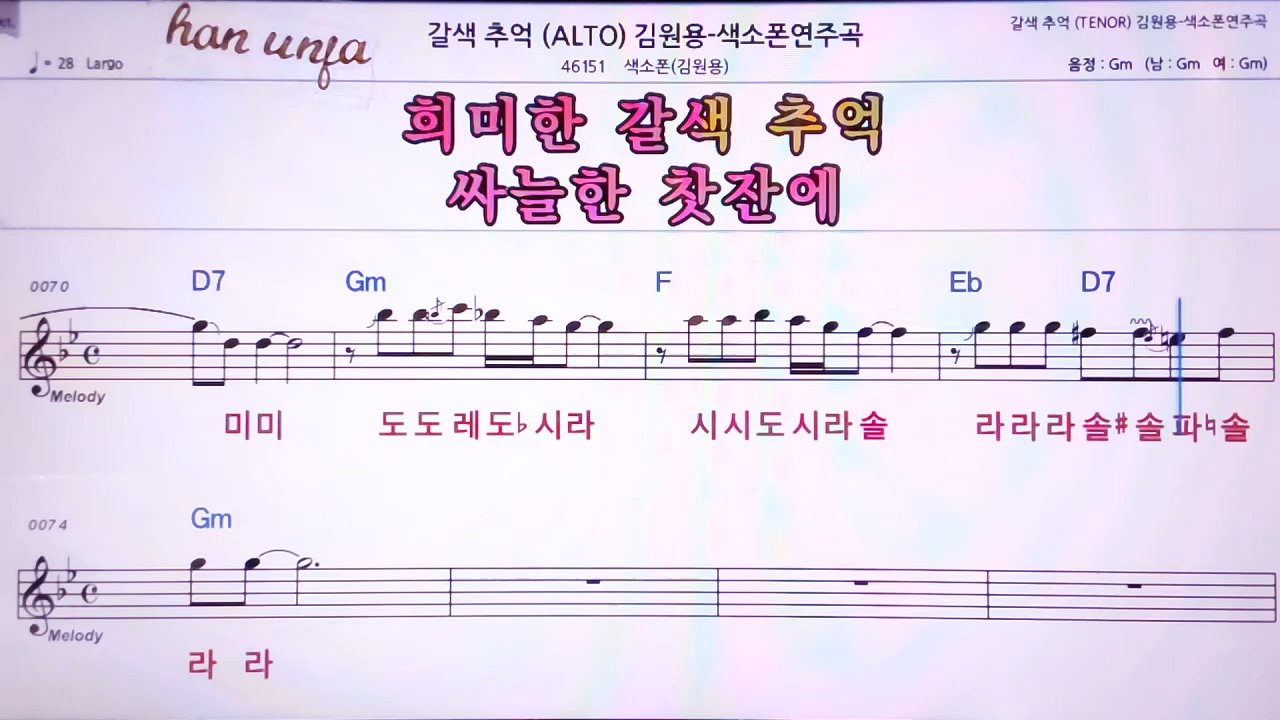 han unfa
갈색 추억 (ALTO) 김원용-색소폰연주곡
갈색 추억 (TENOR) 김원용-색소폰연주곡
♩= 28 Largo
46151 색소폰(김원용)
음정 : Gm (남 : Gm 여 : Gm)
희미한 갈색 추억
싸늘한 찻잔에
0070 D7 Gm F Eb D7
Melody
미미 도도레도♭시라 시시도시라솔 라라라솔#솔파♮솔
0074 Gm
Melody
라 라